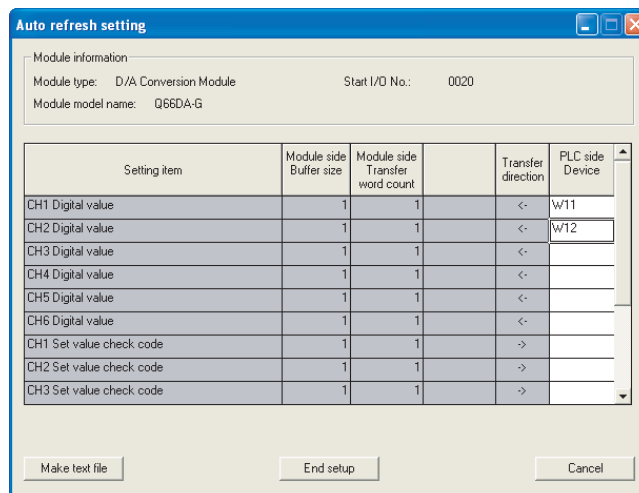 Auto refresh setting
Module information
Module type: D/A Conversion Module Start I/O No.: 0020
Module model name: Q66DA-G
Setting item Module side Buffer size Module side Transfer word count Transfer direction PLC side Device
CH1 Digital value 1 1 <- W11
CH2 Digital value 1 1 <- W12
CH3 Digital value 1 1 <-
CH4 Digital value 1 1 <-
CH5 Digital value 1 1 <-
CH6 Digital value 1 1 <-
CH1 Set value check code 1 1 ->
CH2 Set value check code 1 1 ->
CH3 Set value check code 1 1 ->
Make text file End setup Cancel